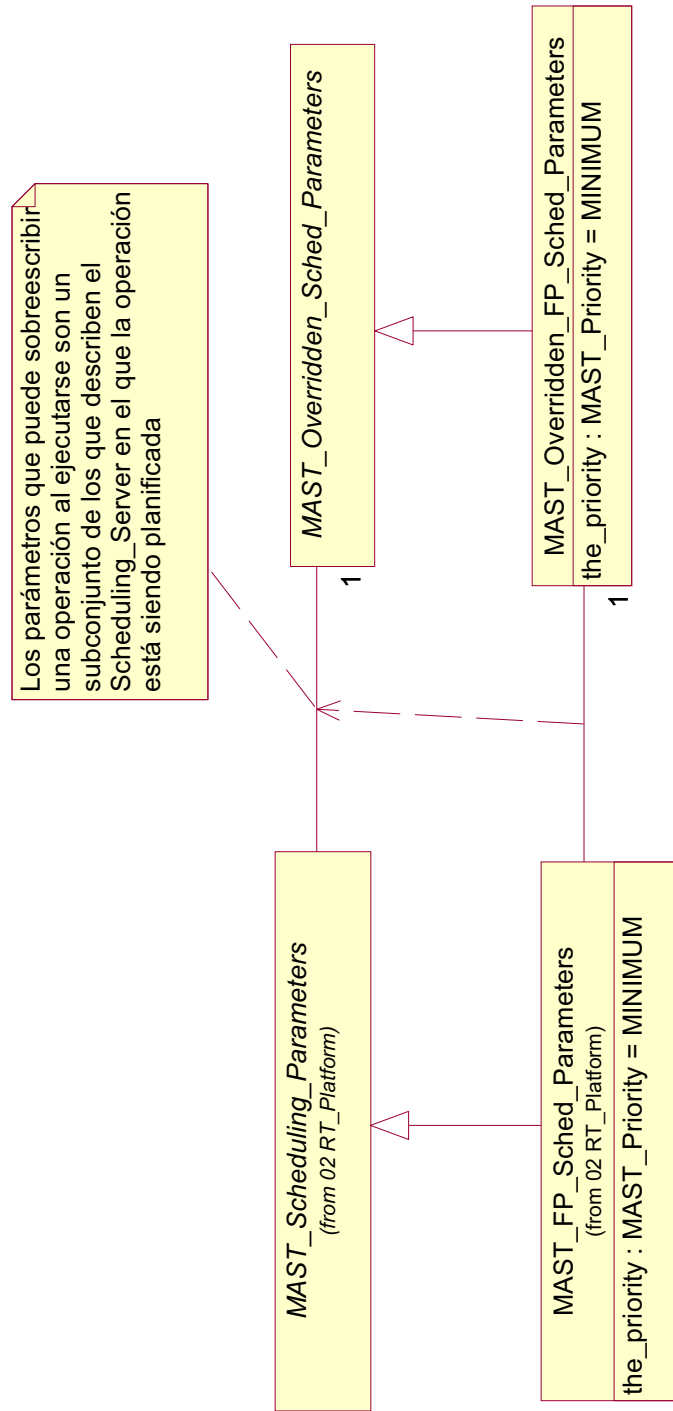 Los parámetros que puede sobreescribir
una operación al ejecutarse son un
subconjunto de los que describen el
Scheduling_Server en el que la operación
está siendo planificada
MAST_Scheduling_Parameters
(from 02 RT_Platform)
MAST_Overridden_Sched_Parameters
1
MAST_FP_Sched_Parameters
(from 02 RT_Platform)
the_priority : MAST_Priority = MINIMUM
MAST_Overridden_FP_Sched_Parameters
the_priority : MAST_Priority = MINIMUM
1